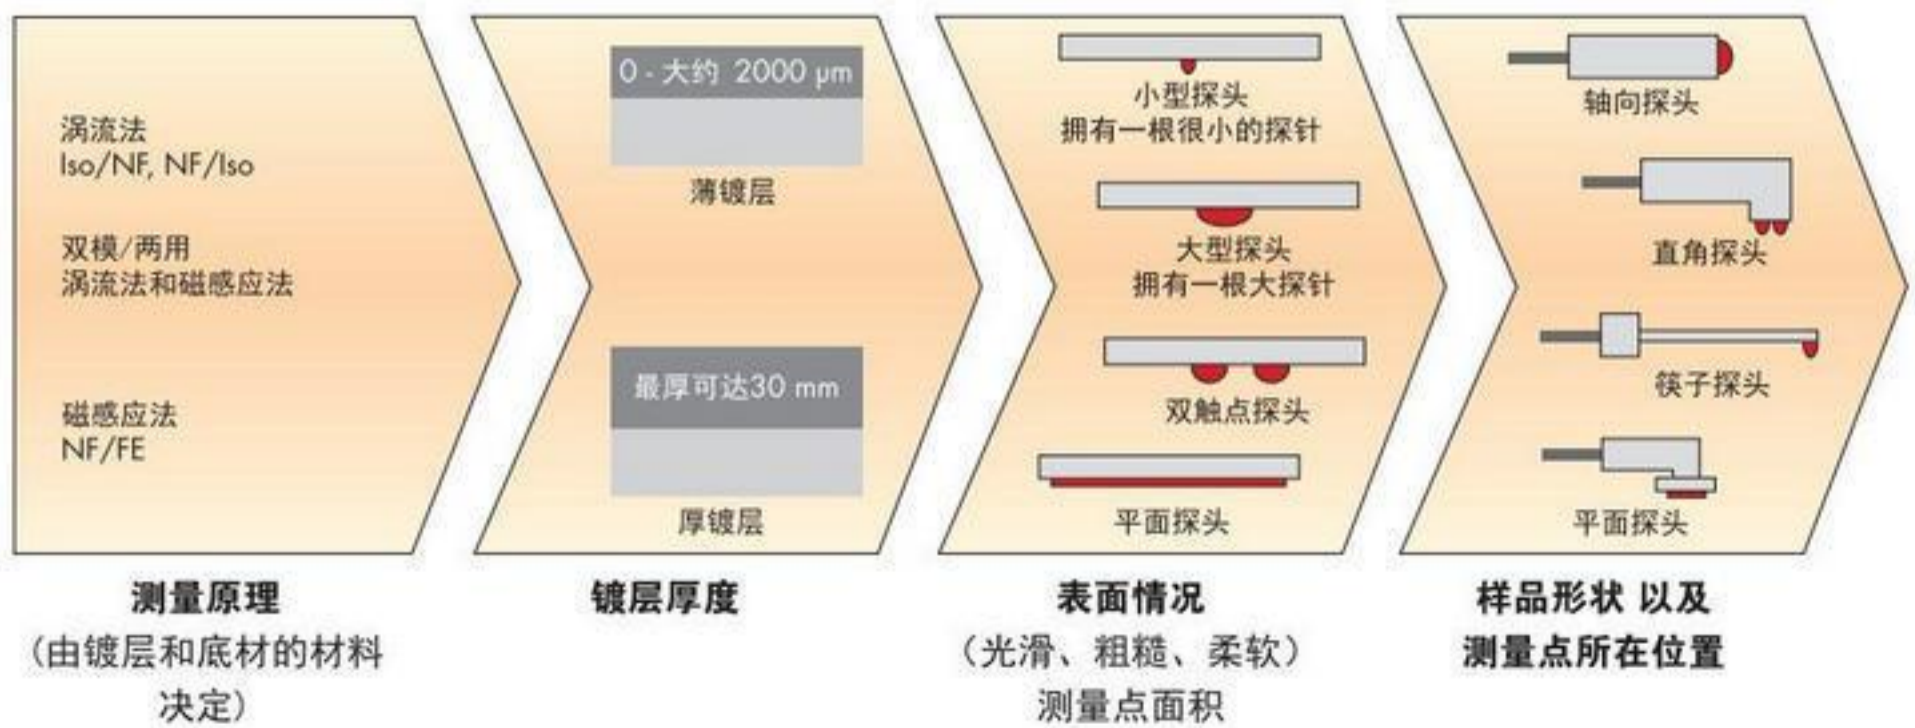 涡流法
Iso/NF, NF/Iso
双模/两用
涡流法和磁感应法
磁感应法
NF/FE
测量原理
(由镀层和底材的材料
决定)
0 - 大约 2000 µm
薄镀层
最厚可达30 mm
厚镀层
镀层厚度
小型探头
拥有一根很小的探针
大型探头
拥有一根大探针
双触点探头
平面探头
表面情况
(光滑、粗糙、柔软)
测量点面积
轴向探头
直角探头
筷子探头
平面探头
样品形状 以及
测量点所在位置